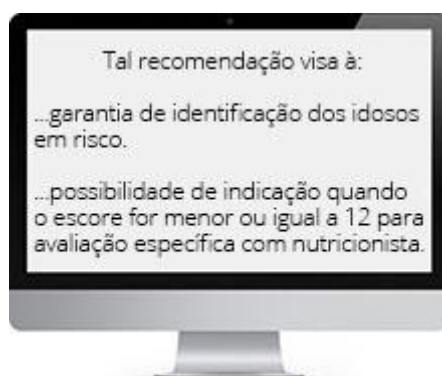 Tal recomendação visa à:
...garantia de identificação dos idosos
em risco.
...possibilidade de indicação quando
o escore for menor ou igual a 12 para
avaliação específica com nutricionista.